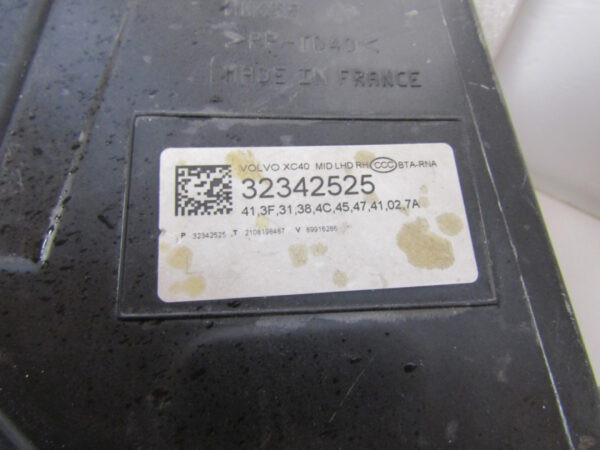 >PP-TD40<
MADE IN FRANCE
VOLVO XC40 MID LHD RH CCC BTA-RNA
32342525
41,3F,31,38,4C,45,47,41,02,7A
P 32342525 T 2108198487 V 89916286